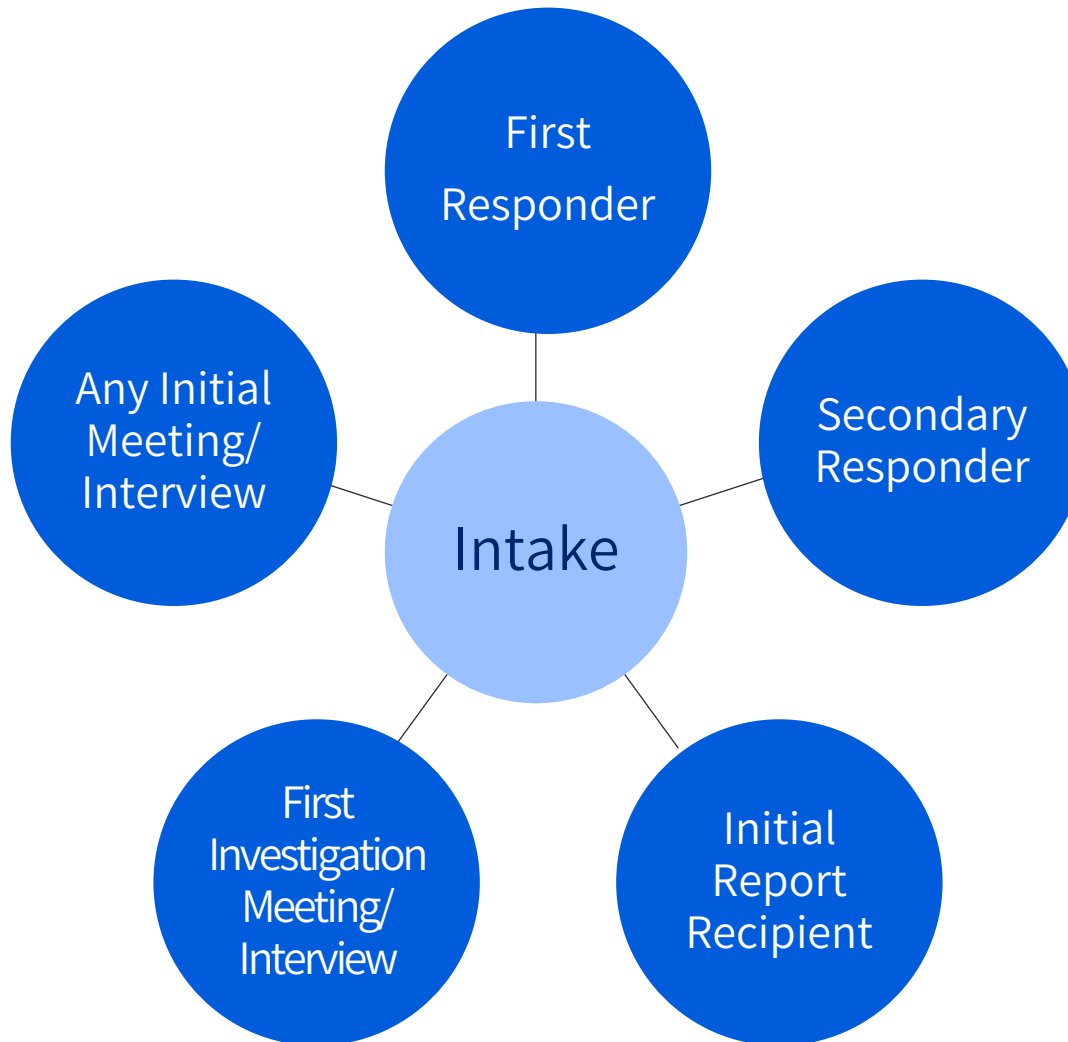 First
Responder
Any Initial
Meeting/
Interview
Secondary
Responder
Intake
First
Investigation
Meeting/
Interview
Initial
Report
Recipient